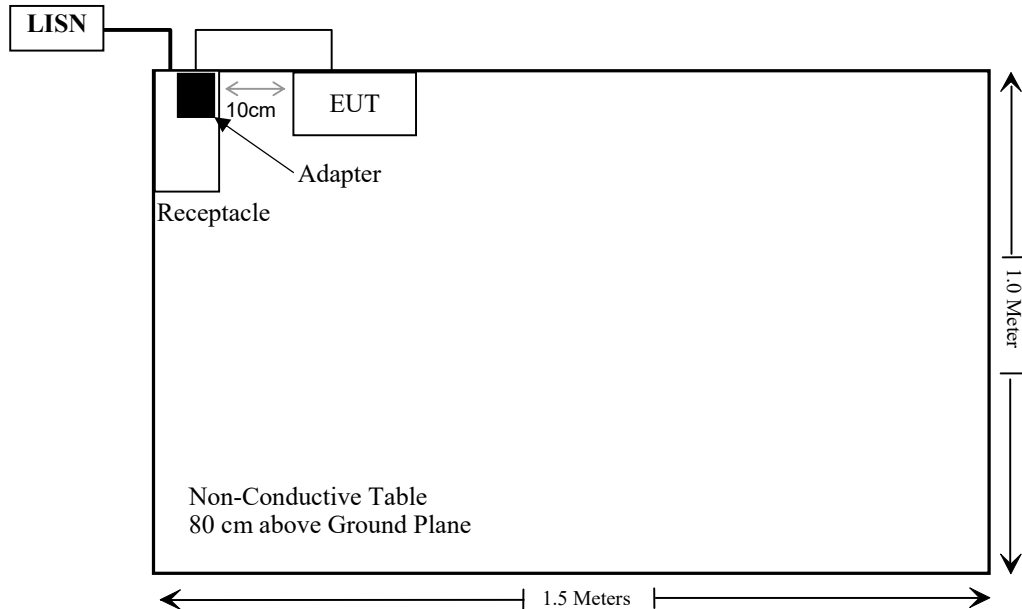 LISN
EUT
10cm
Adapter
Receptacle
1.0 Meter
Non-Conductive Table
80 cm above Ground Plane
1.5 Meters